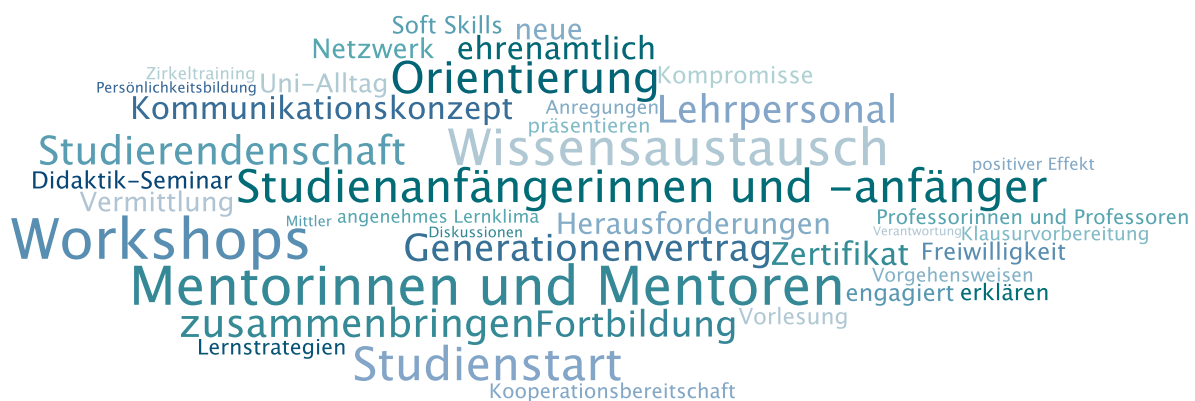 Soft Skills
neue
Netzwerk
ehrenamtlich
Zirkeltraining
Orientierung
Kompromisse
Persönlichkeitsbildung
Uni-Alltag
Kommunikationskonzept
Anregungen
Lehrpersonal
präsentieren
Studierendenschaft
Wissensaustausch
positiver Effekt
Didaktik-Seminar
Studienanfängerinnen und -anfänger
Vermittlung
Mittler
angenehmes Lernklima
Herausforderungen
Professorinnen und Professoren
Diskussionen
Verantwortung
Klausurvorbereitung
Workshops
Generationenvertrag
Zertifikat
Freiwilligkeit
Vorgehensweisen
Mentorinnen und Mentoren
engagiert
erklären
zusammenbringen
Fortbildung
Vorlesung
Lernstrategien
Studienstart
Kooperationsbereitschaft